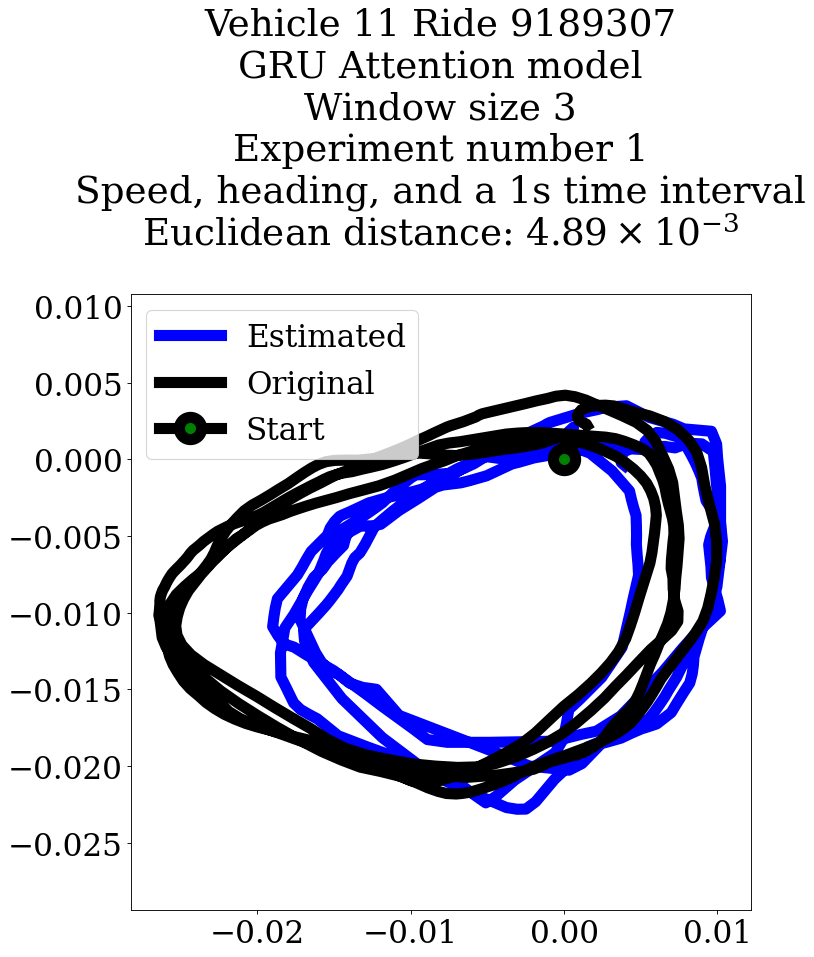 Vehicle 11 Ride 9189307
GRU Attention model
Window size 3
Experiment number 1
Speed, heading, and a 1s time interval
Euclidean distance: 4.89 × 10⁻³
0.010
0.005
0.000
−0.005
−0.010
−0.015
−0.020
−0.025
Estimated
Original
Start
−0.02
−0.01
0.00
0.01